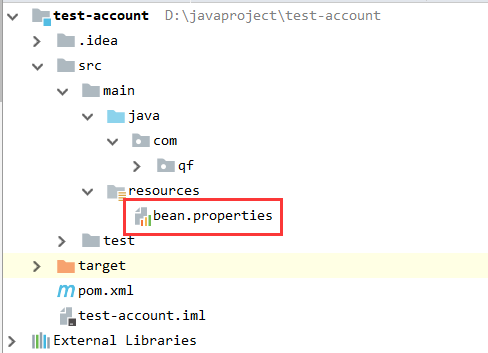 test-account D:\javaproject\test-account
.idea
src
main
java
com
qf
resources
bean.properties
test
target
m pom.xml
test-account.iml
External Libraries